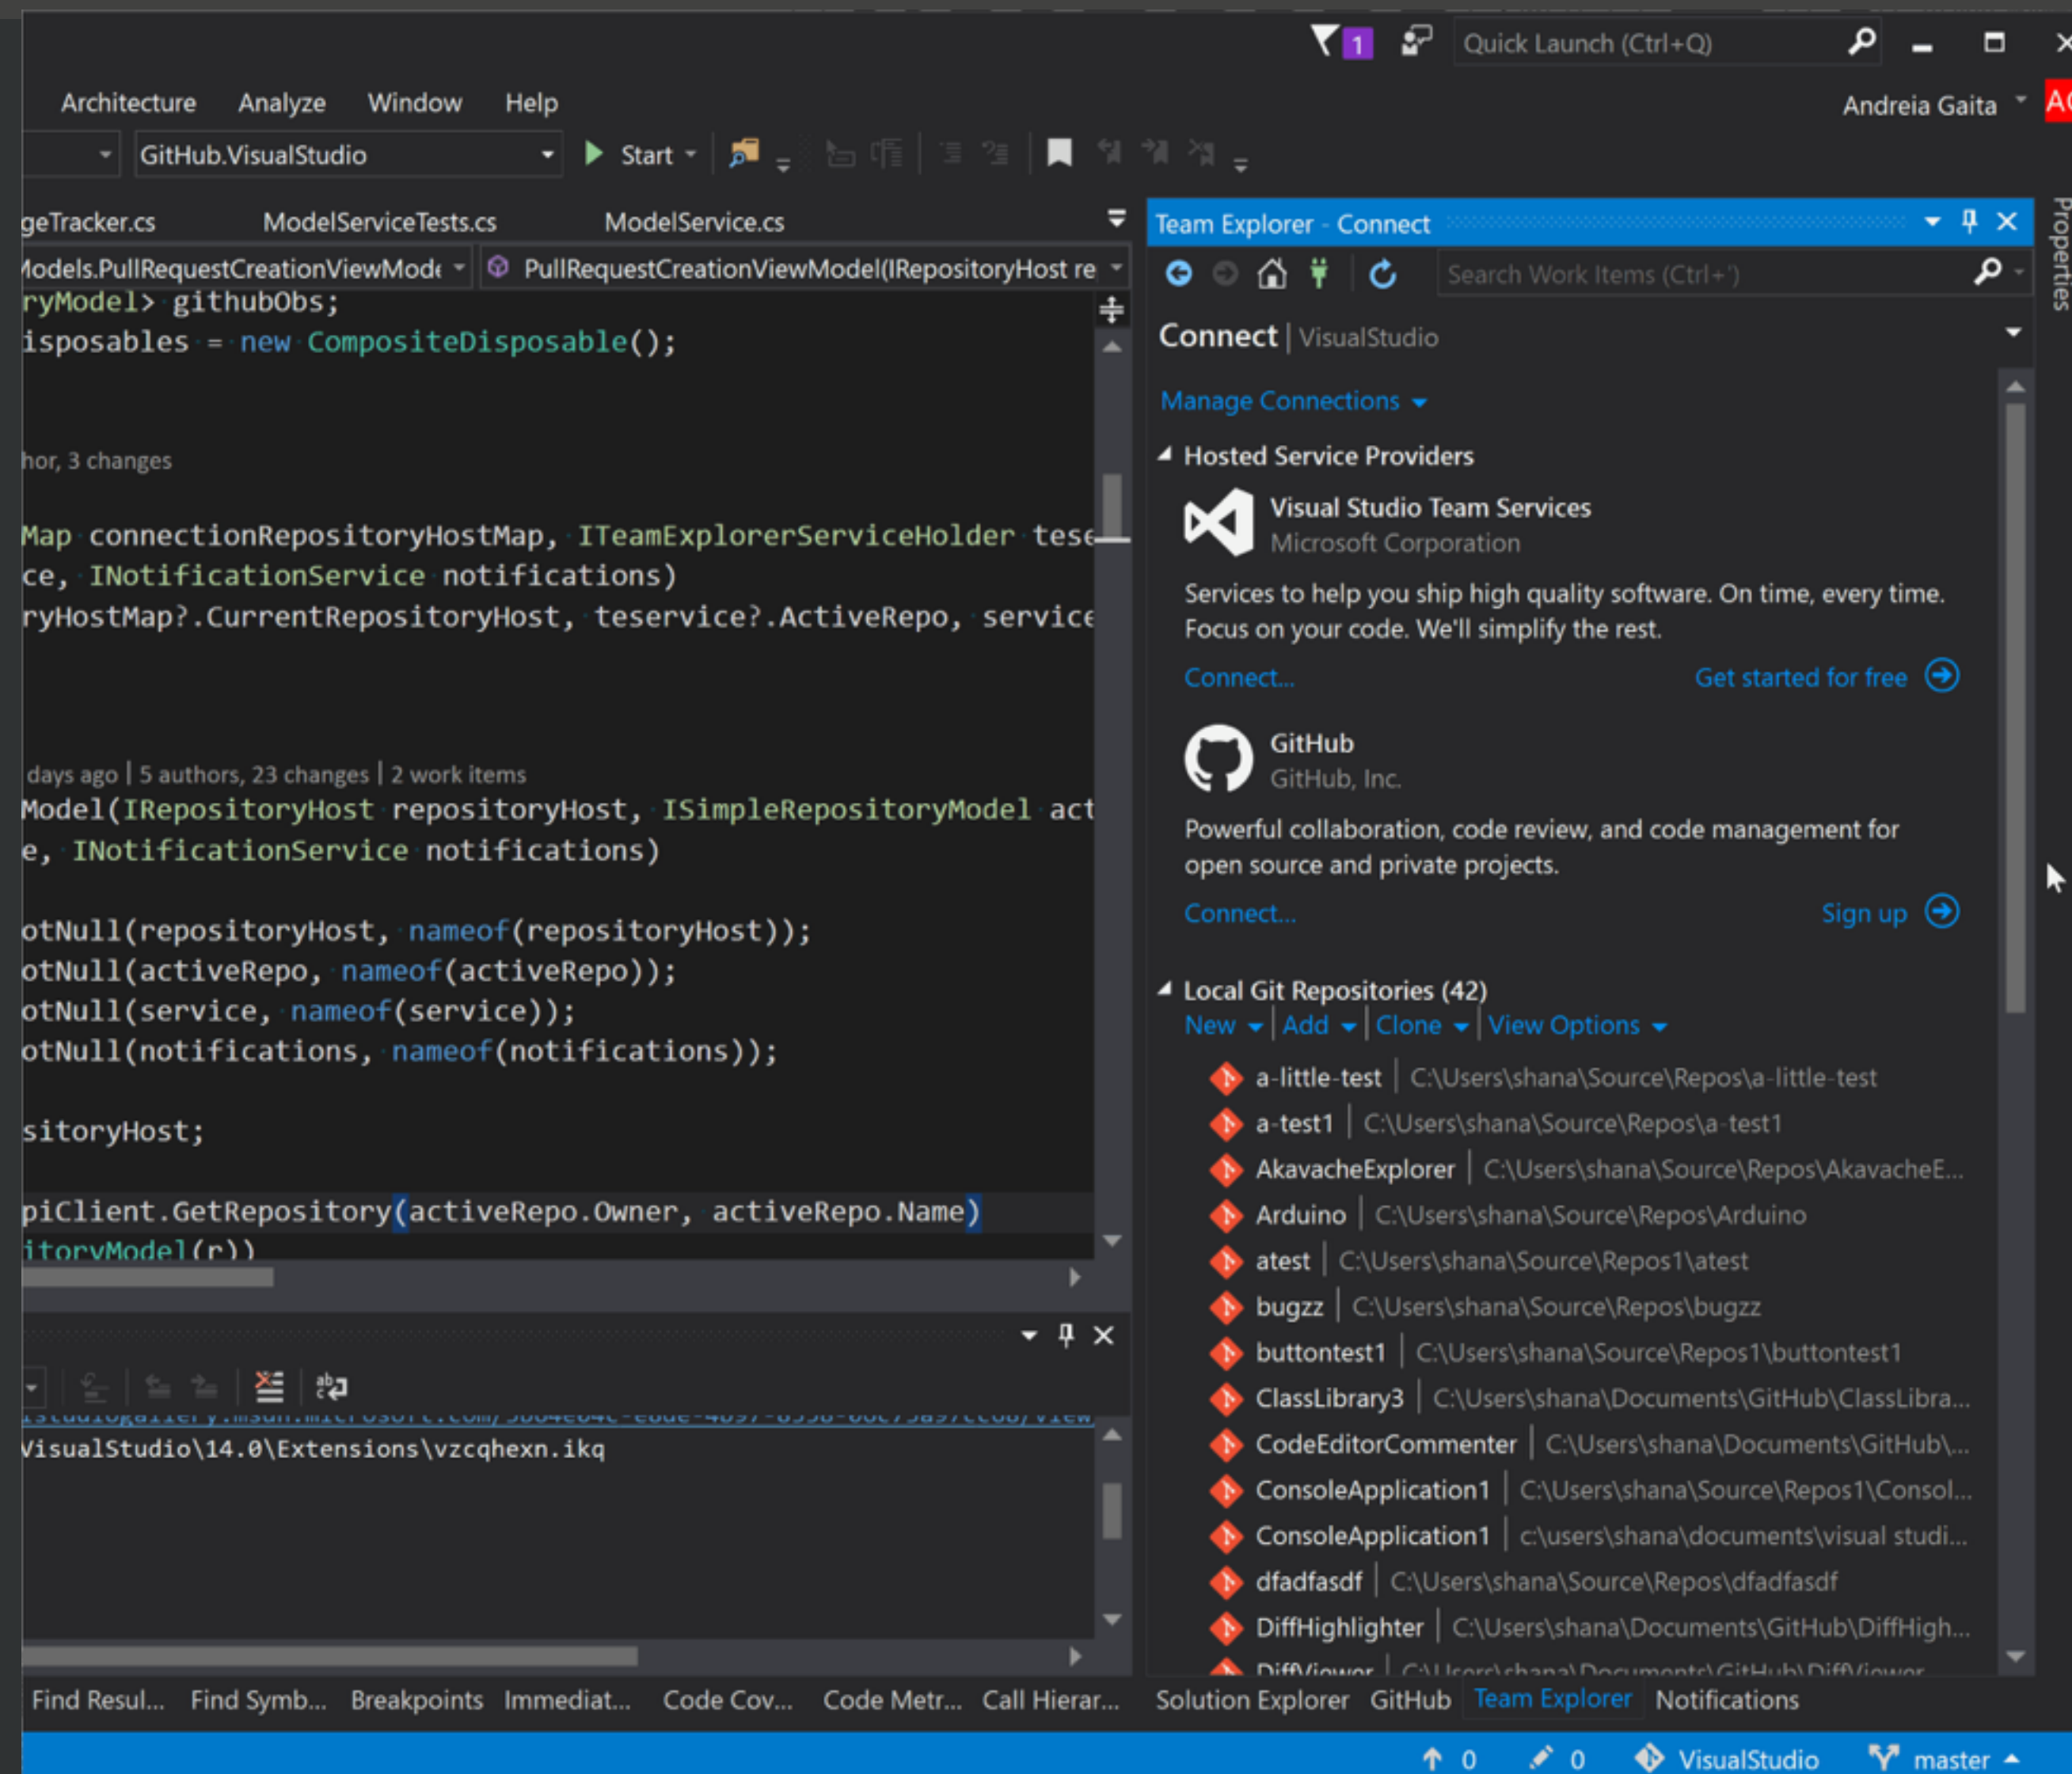 1
Quick Launch (Ctrl+Q)
Architecture Analyze Window Help
Andreia Gaita
GitHub.VisualStudio
Start
geTracker.cs ModelServiceTests.cs ModelService.cs
Models.PullRequestCreationViewMode PullRequestCreationViewModel(IRepositoryHost re
ryModel> githubObs;
isposables = new CompositeDisposable();
hor, 3 changes
Map connectionRepositoryHostMap, ITeamExplorerServiceHolder tese
ce, INotificationService notifications)
ryHostMap?.CurrentRepositoryHost, teservice?.ActiveRepo, service
days ago | 5 authors, 23 changes | 2 work items
Model(IRepositoryHost repositoryHost, ISimpleRepositoryModel act
e, INotificationService notifications)
otNull(repositoryHost, nameof(repositoryHost));
otNull(activeRepo, nameof(activeRepo));
otNull(service, nameof(service));
otNull(notifications, nameof(notifications));
sitoryHost;
piClient.GetRepository(activeRepo.Owner, activeRepo.Name)
itoryModel(r))
VisualStudio\14.0\Extensions\vzcqhexn.ikq
Find Resul... Find Symb... Breakpoints Immediat... Code Cov... Code Metr... Call Hierar...
Team Explorer - Connect
Search Work Items (Ctrl+')
Connect | VisualStudio
Manage Connections
Hosted Service Providers
Visual Studio Team Services
Microsoft Corporation
Services to help you ship high quality software. On time, every time.
Focus on your code. We'll simplify the rest.
Connect... Get started for free
GitHub
GitHub, Inc.
Powerful collaboration, code review, and code management for
open source and private projects.
Connect... Sign up
Local Git Repositories (42)
New | Add | Clone | View Options
a-little-test | C:\Users\shana\Source\Repos\a-little-test
a-test1 | C:\Users\shana\Source\Repos\a-test1
AkavacheExplorer | C:\Users\shana\Source\Repos\AkavacheE...
Arduino | C:\Users\shana\Source\Repos\Arduino
atest | C:\Users\shana\Source\Repos1\atest
bugzz | C:\Users\shana\Source\Repos\bugzz
buttontest1 | C:\Users\shana\Source\Repos1\buttontest1
ClassLibrary3 | C:\Users\shana\Documents\GitHub\ClassLibra...
CodeEditorCommenter | C:\Users\shana\Documents\GitHub\...
ConsoleApplication1 | C:\Users\shana\Source\Repos1\Consol...
ConsoleApplication1 | c:\users\shana\documents\visual studi...
dfadfasdf | C:\Users\shana\Source\Repos\dfadfasdf
DiffHighlighter | C:\Users\shana\Documents\GitHub\DiffHigh...
DiffViewer | C:\Users\shana\Documents\GitHub\DiffViewer
Solution Explorer GitHub Team Explorer Notifications
Properties
0 0 VisualStudio master